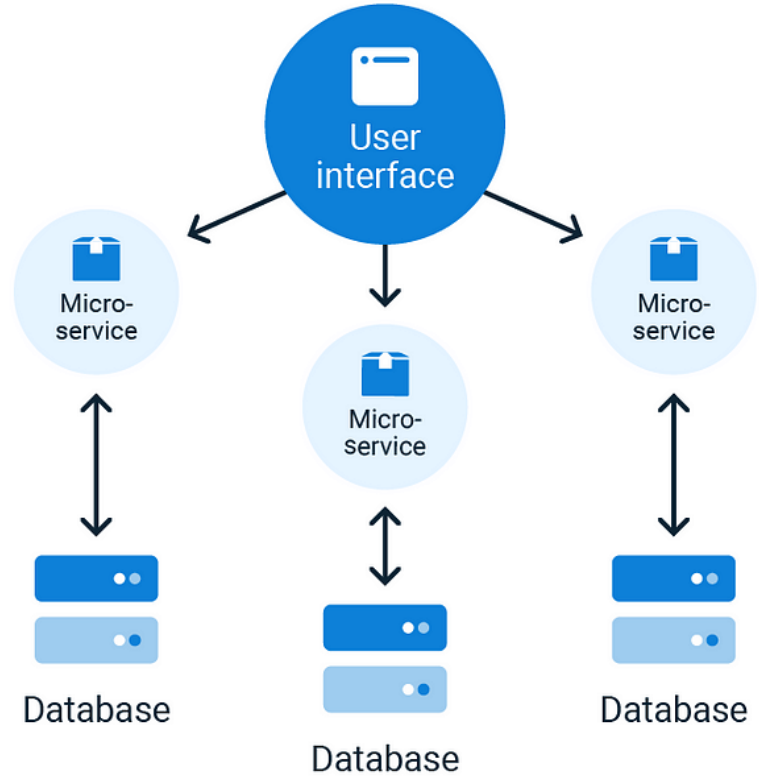 User
interface
Micro-
service
Micro-
service
Micro-
service
Database
Database
Database